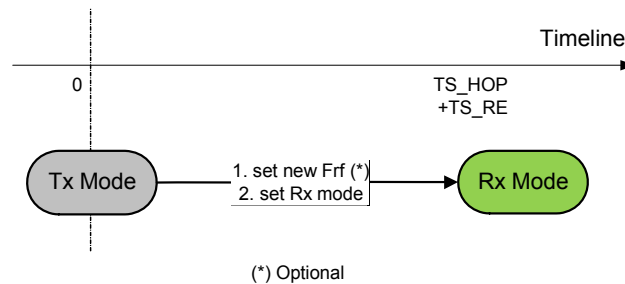 Timeline
0
TS_HOP
+TS_RE
Tx Mode
1. set new Frf (*)
2. set Rx mode
Rx Mode
(*) Optional